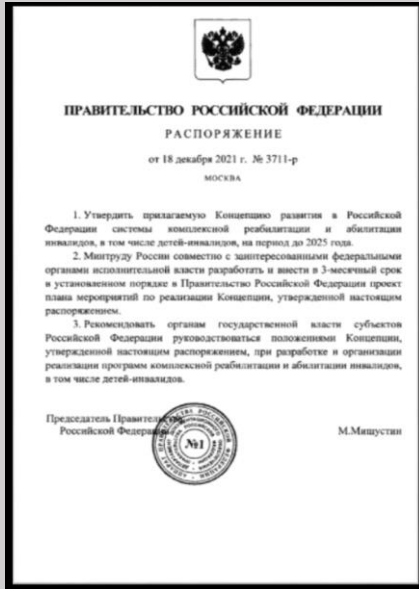 ПРАВИТЕЛЬСТВО РОССИЙСКОЙ ФЕДЕРАЦИИ
РАСПОРЯЖЕНИЕ
от 18 декабря 2021 г. № 3711-р
МОСКВА
1. Утвердить прилагаемую Концепцию развития в Российской
Федерации системы комплексной реабилитации и абилитации
инвалидов, в том числе детей-инвалидов, на период до 2025 года.
2. Минтруду России совместно с заинтересованными федеральными
органами исполнительной власти разработать и внести в 3-месячный срок
в установленном порядке в Правительство Российской Федерации проект
плана мероприятий по реализации Концепции, утвержденной настоящим
распоряжением.
3. Рекомендовать органам государственной власти субъектов
Российской Федерации руководствоваться положениями Концепции,
утвержденной настоящим распоряжением, при разработке и организации
реализации программ комплексной реабилитации и абилитации инвалидов,
в том числе детей-инвалидов.
Председатель Правительства
Российской Федерации
М.Мишустин
№1